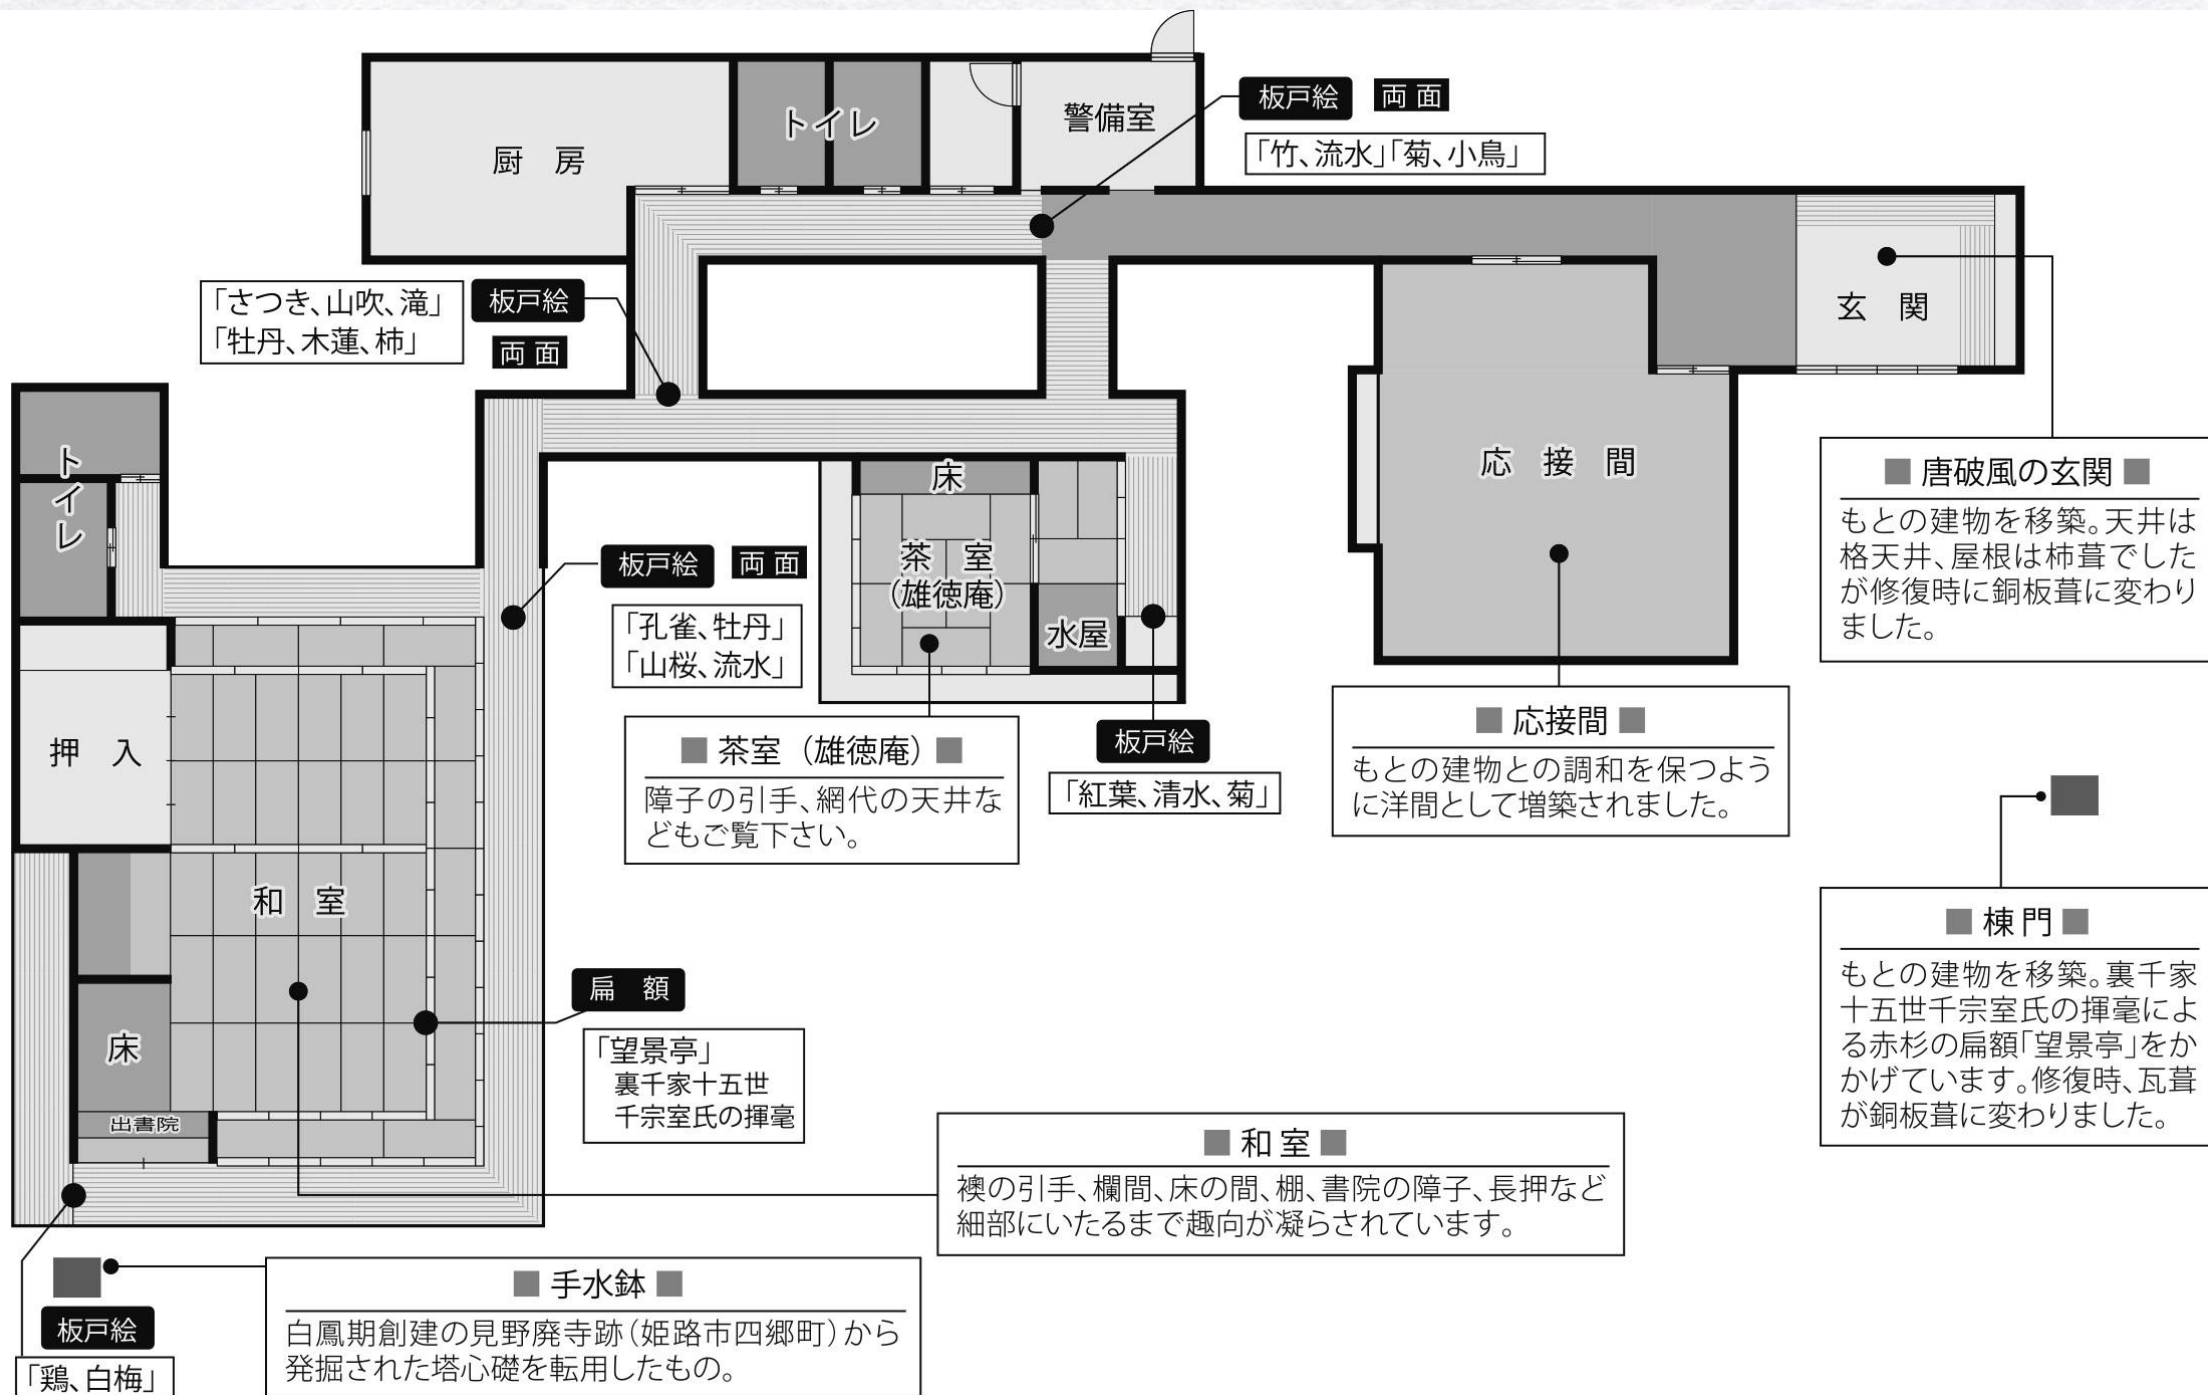 厨 房
トイレ
警備室
板戸絵 両面
「竹、流水」「菊、小鳥」
「さつき、山吹、滝」
「牡丹、木蓮、柿」
板戸絵
両面
玄 関
応 接 間
トイレ
床
茶 室
（雄徳庵）
水屋
板戸絵 両面
「孔雀、牡丹」
「山桜、流水」
■ 唐破風の玄関 ■
もとの建物を移築。天井は
格天井、屋根は杮葺でした
が修復時に銅板葺に変わり
ました。
押 入
■ 茶室（雄徳庵）■
障子の引手、網代の天井な
どもご覧下さい。
板戸絵
「紅葉、清水、菊」
■ 応接間 ■
もとの建物との調和を保つよう
に洋間として増築されました。
和 室
床
出書院
扁 額
「望景亭」
裏千家十五世
千宗室氏の揮毫
■ 棟門 ■
もとの建物を移築。裏千家
十五世千宗室氏の揮毫によ
る赤杉の扁額「望景亭」をか
かげています。修復時、瓦葺
が銅板葺に変わりました。
■ 和室 ■
襖の引手、欄間、床の間、棚、書院の障子、長押など
細部にいたるまで趣向が凝らされています。
板戸絵
「鶏、白梅」
■ 手水鉢 ■
白鳳期創建の見野廃寺跡（姫路市四郷町）から
発掘された塔心礎を転用したもの。